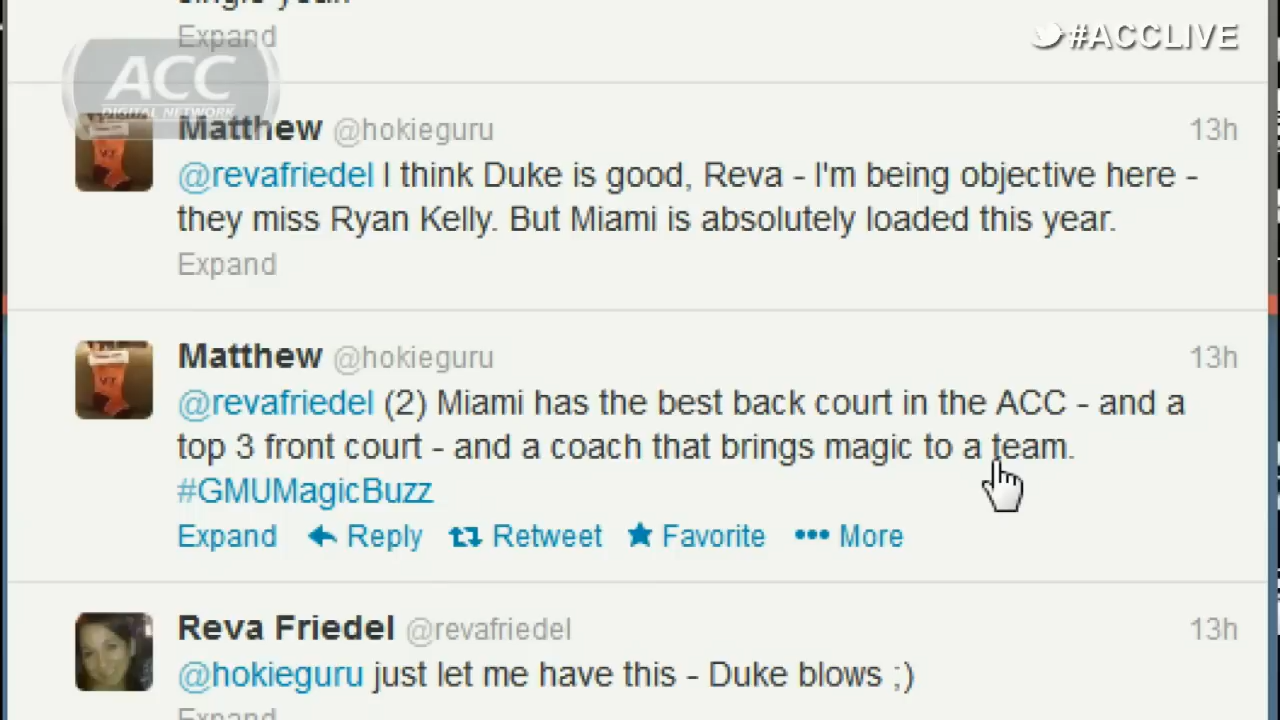 single year.
Expand
#ACCLIVE
ACC
DIGITAL NETWORK
Matthew @hokieguru 13h
@revafriedel I think Duke is good, Reva - I'm being objective here -
they miss Ryan Kelly. But Miami is absolutely loaded this year.
Expand
Matthew @hokieguru 13h
@revafriedel (2) Miami has the best back court in the ACC - and a
top 3 front court - and a coach that brings magic to a team.
#GMUMagicBuzz
Expand Reply Retweet Favorite ••• More
Reva Friedel @revafriedel 13h
@hokieguru just let me have this - Duke blows ;)
Expand